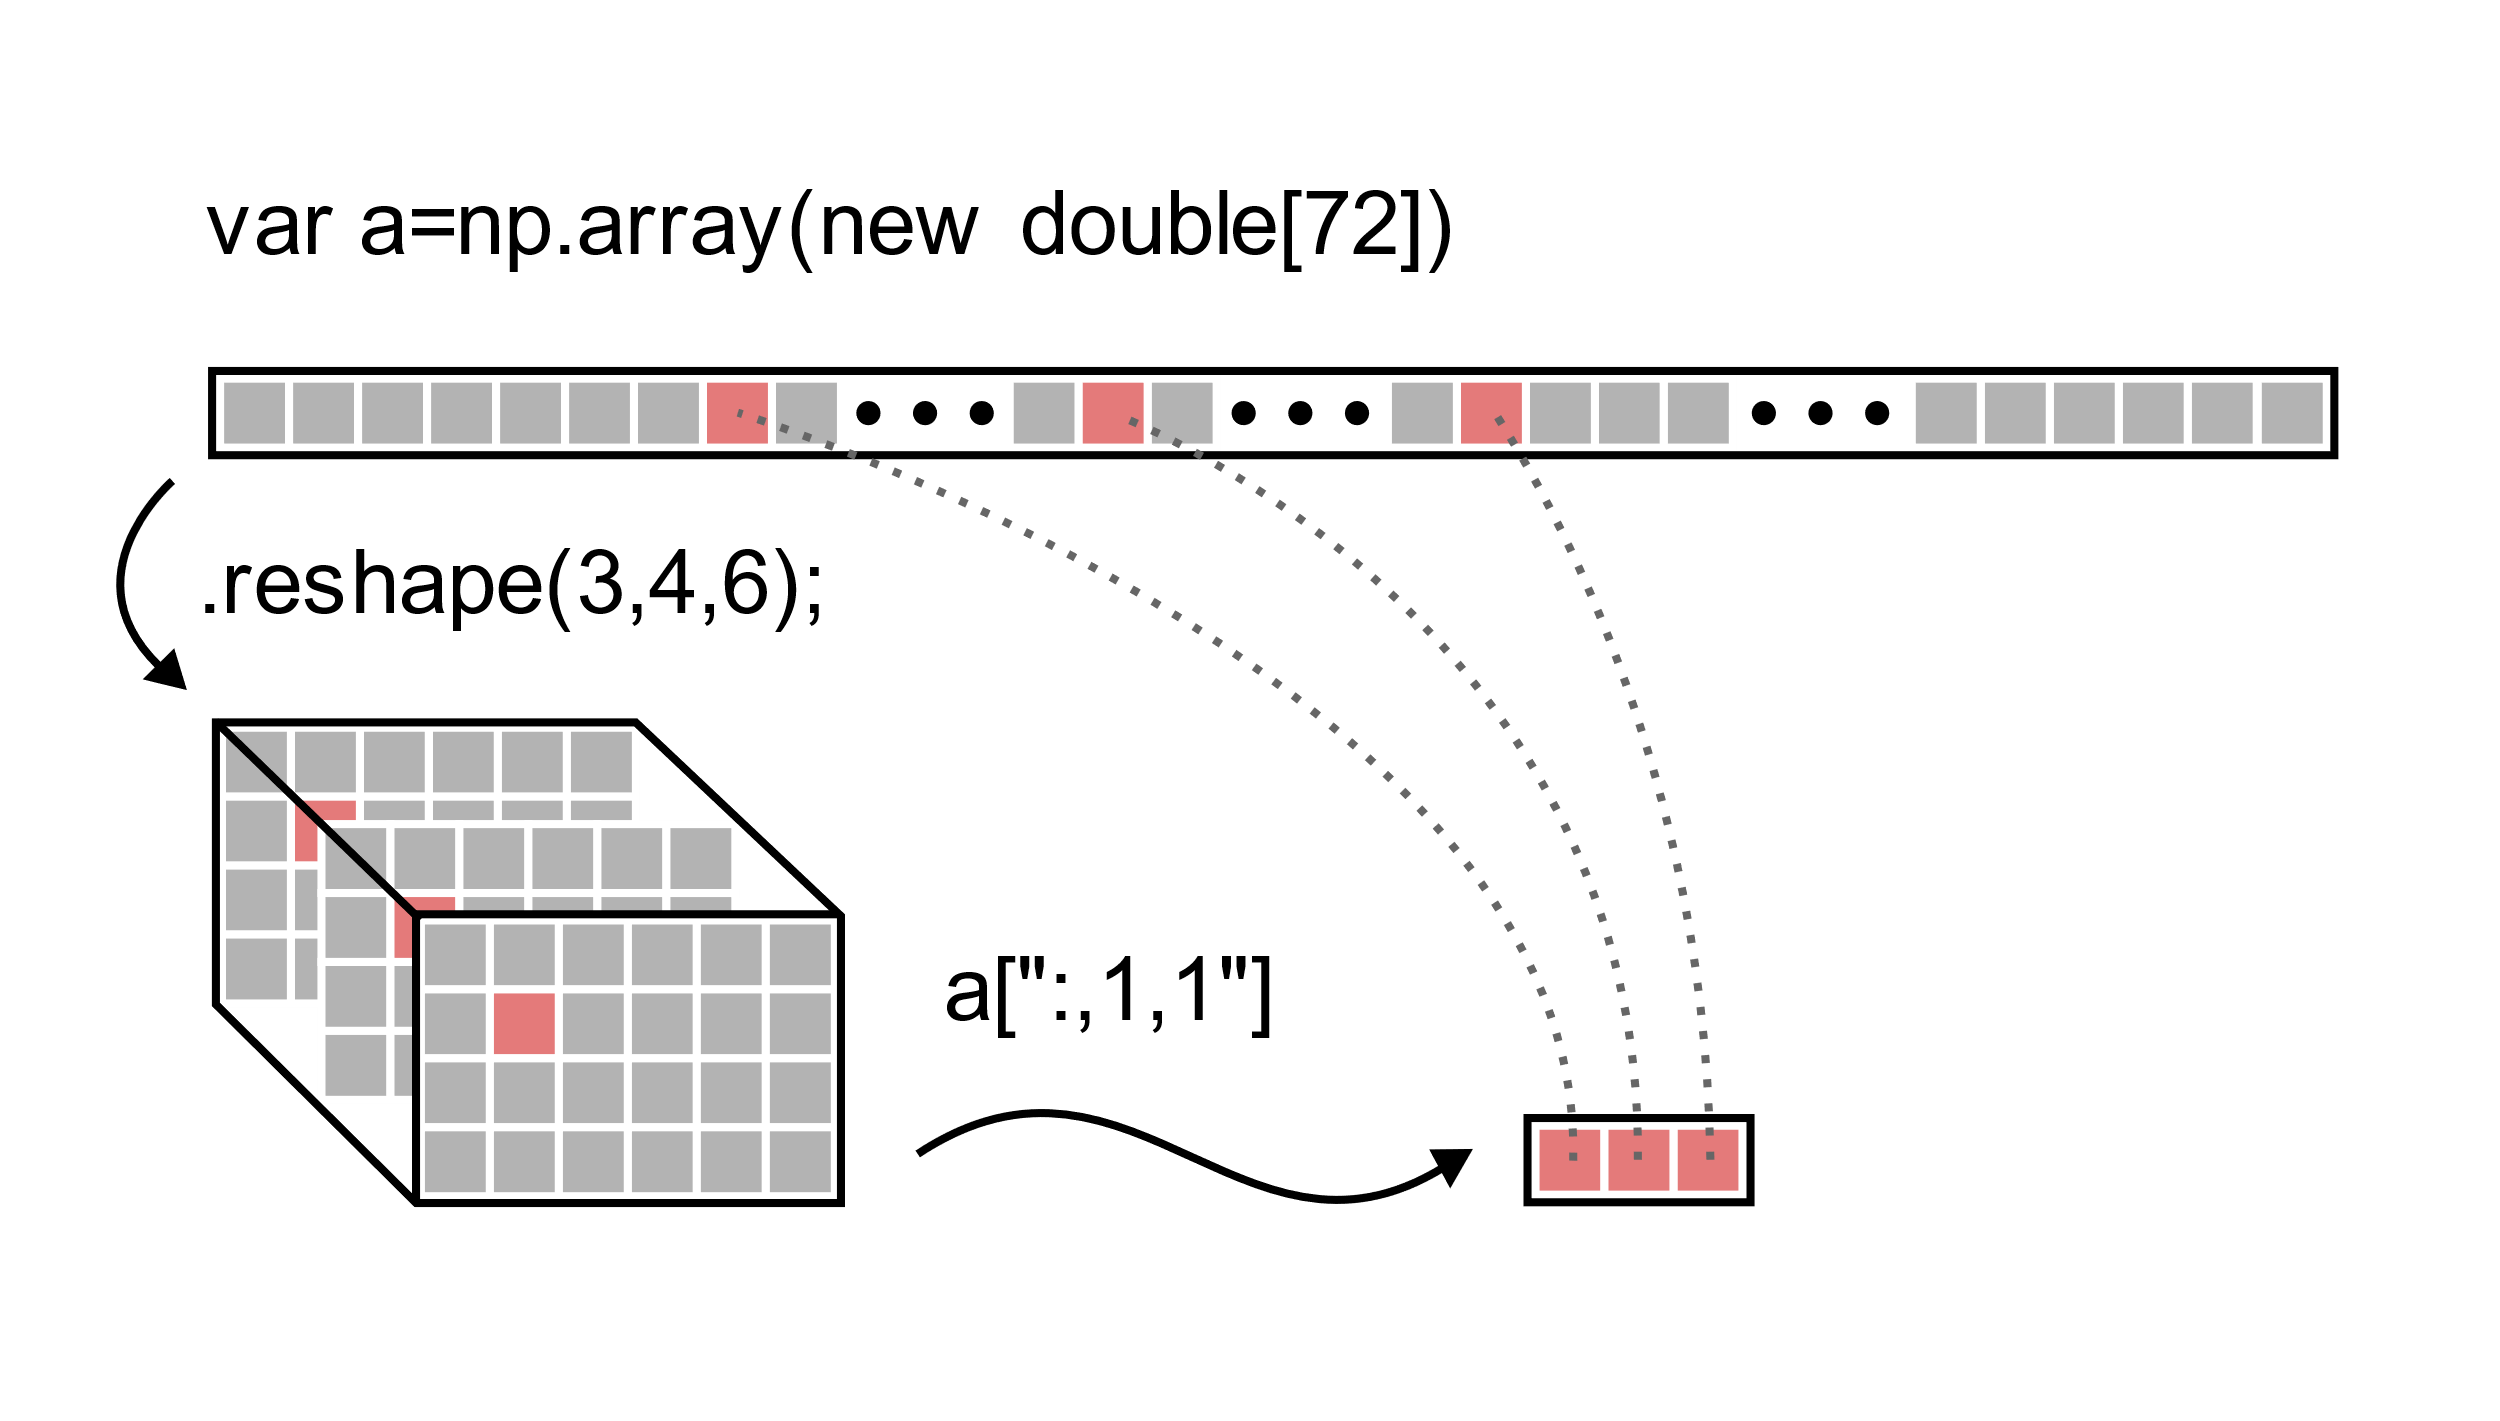 var a=np.array(new double[72])
.reshape(3,4,6);
a[":,1,1"]